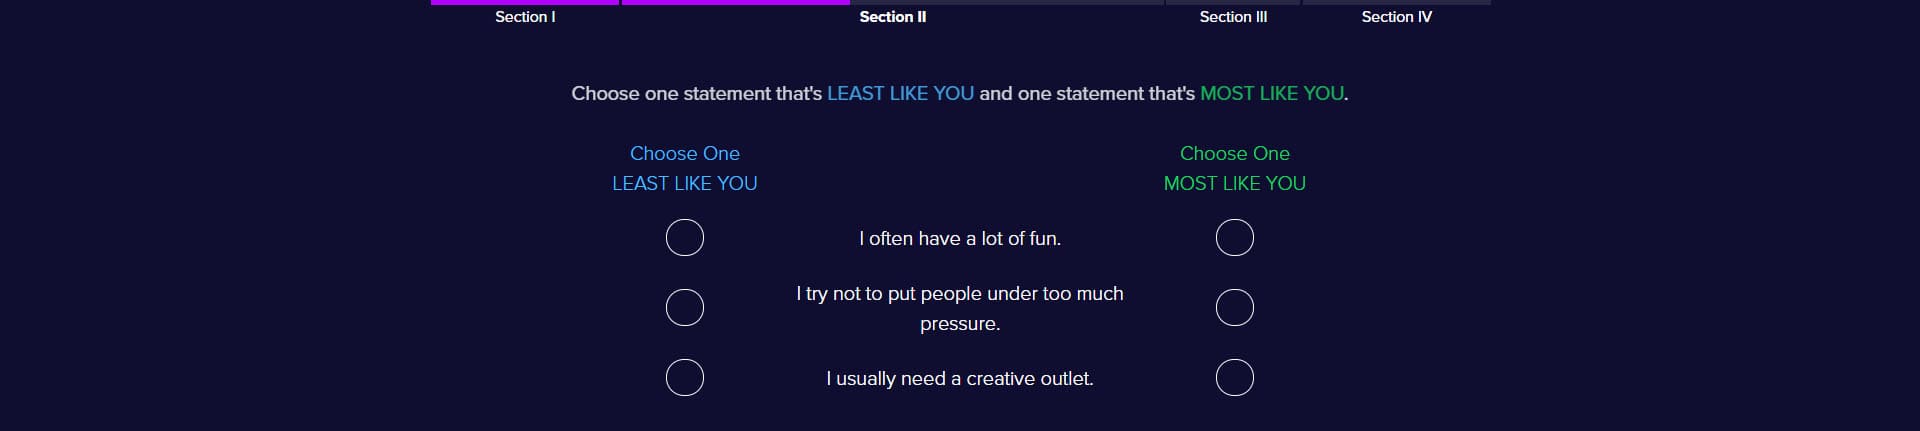 Section I
Section II
Section III
Section IV
Choose one statement that's LEAST LIKE YOU and one statement that's MOST LIKE YOU.
Choose One
LEAST LIKE YOU
Choose One
MOST LIKE YOU
I often have a lot of fun.
I try not to put people under too much
pressure.
I usually need a creative outlet.